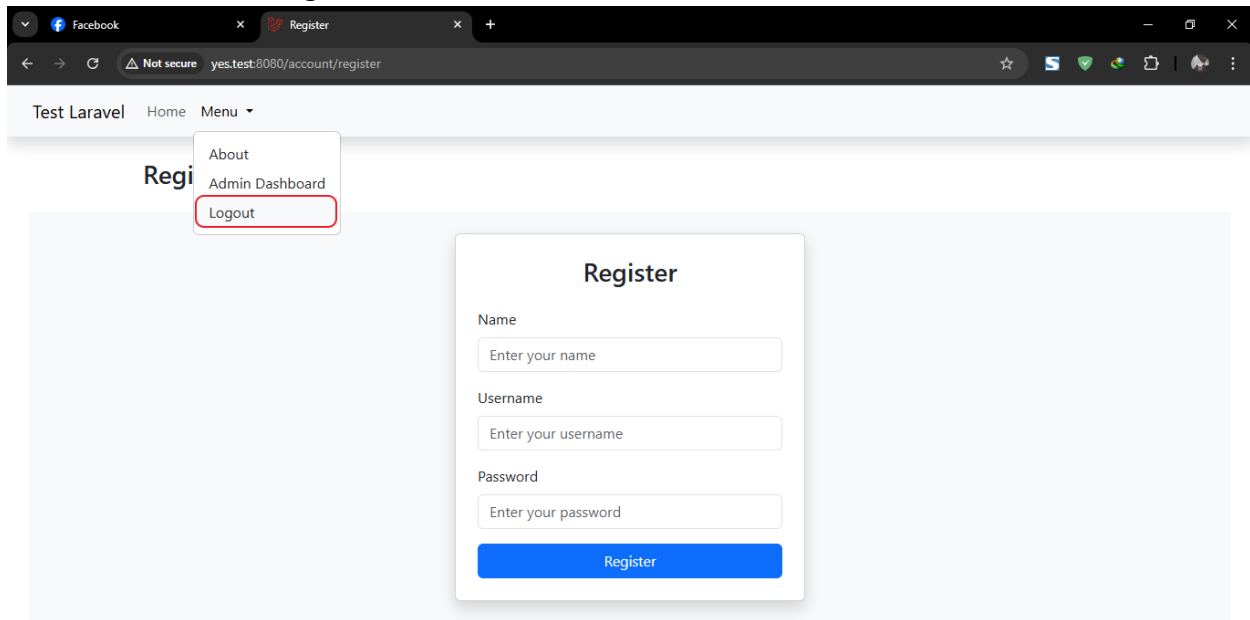 Facebook
Register
Not secure yes.test:8080/account/register
Test Laravel Home Menu
About
Admin Dashboard
Logout
Regi
Register
Name
Enter your name
Username
Enter your username
Password
Enter your password
Register